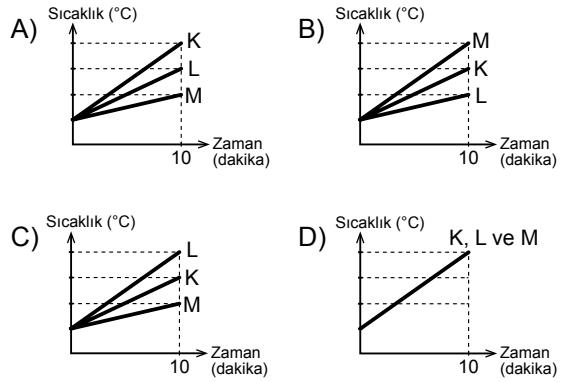 A) Sıcaklık (°C)
K
L
M
10
Zaman
(dakika)
B) Sıcaklık (°C)
M
K
L
10
Zaman
(dakika)
C) Sıcaklık (°C)
L
K
M
10
Zaman
(dakika)
D) Sıcaklık (°C)
K, L ve M
10
Zaman
(dakika)